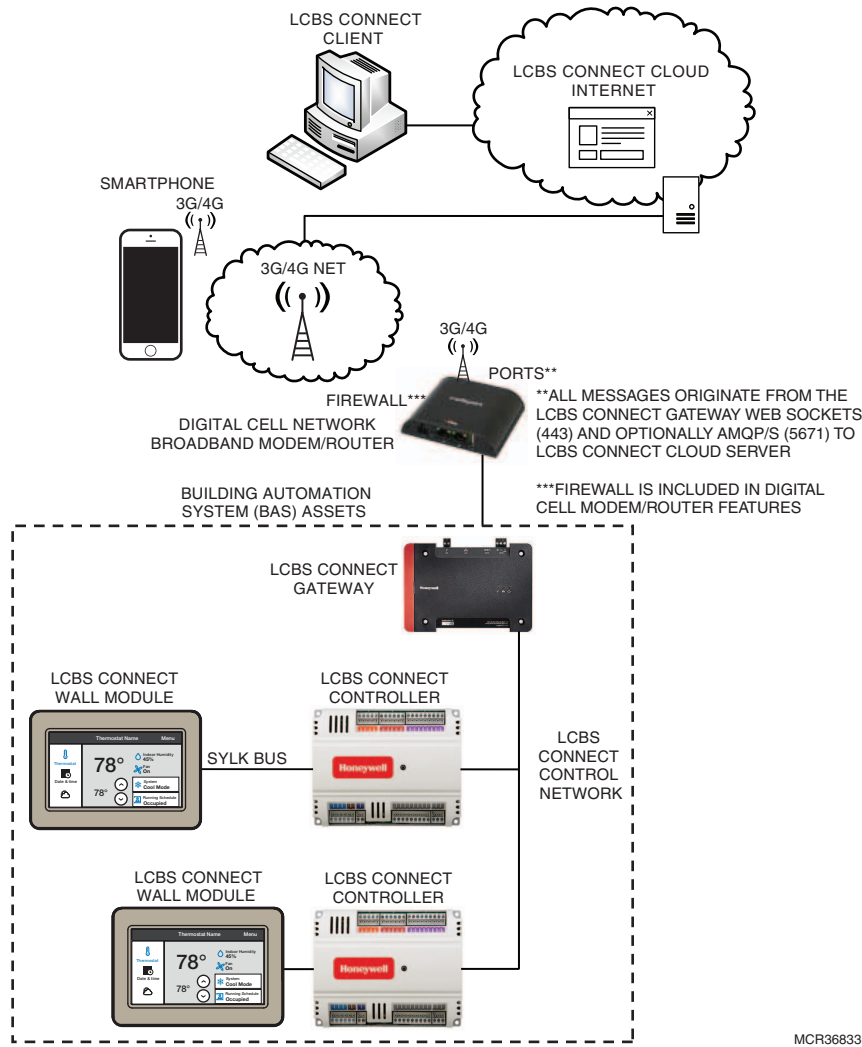 LCBS CONNECT
CLIENT
LCBS CONNECT CLOUD
INTERNET
SMARTPHONE
3G/4G
3G/4G NET
3G/4G
PORTS**
FIREWALL***
DIGITAL CELL NETWORK
BROADBAND MODEM/ROUTER
**ALL MESSAGES ORIGINATE FROM THE
LCBS CONNECT GATEWAY WEB SOCKETS
(443) AND OPTIONALLY AMQP/S (5671) TO
LCBS CONNECT CLOUD SERVER
***FIREWALL IS INCLUDED IN DIGITAL
CELL MODEM/ROUTER FEATURES
BUILDING AUTOMATION
SYSTEM (BAS) ASSETS
LCBS CONNECT
GATEWAY
Honeywell
LCBS CONNECT
WALL MODULE
LCBS CONNECT
CONTROLLER
Thermostat Name Menu
Thermostat
Date & time
78°
78°
Indoor Humidity
45%
Fan
On
System
Cool Mode
Running Schedule
Occupied
SYLK BUS
Honeywell
LCBS
CONNECT
CONTROL
NETWORK
LCBS CONNECT
WALL MODULE
LCBS CONNECT
CONTROLLER
Thermostat Name Menu
Thermostat
Date & time
78°
78°
Indoor Humidity
45%
Fan
On
System
Cool Mode
Running Schedule
Occupied
Honeywell
MCR36833